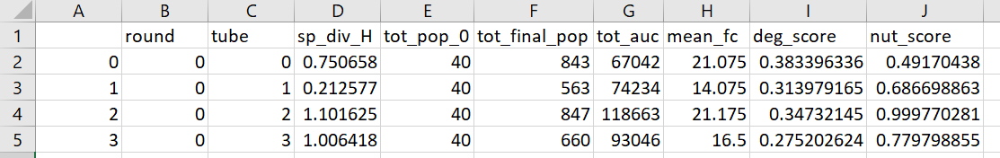 A B C D E F G H I J
1 round tube sp_div_H tot_pop_0 tot_final_pop tot_auc mean_fc deg_score nut_score
2 0 0 0 0.750658 40 843 67042 21.075 0.383396336 0.49170438
3 1 0 1 0.212577 40 563 74234 14.075 0.313979165 0.686698863
4 2 0 2 1.101625 40 847 118663 21.175 0.34732145 0.999770281
5 3 0 3 1.006418 40 660 93046 16.5 0.275202624 0.779798855